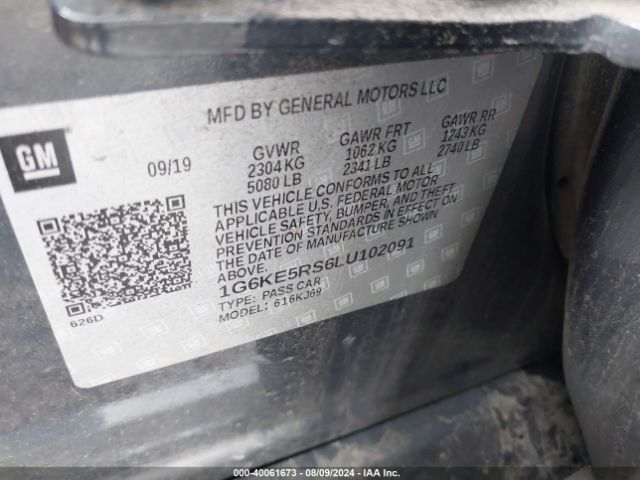 MFD BY GENERAL MOTORS LLC
GM
09/19
GVWR
2304 KG
5080 LB
GAWR FRT
1062 KG
2341 LB
GAWR RR
1243 KG
2740 LB
THIS VEHICLE CONFORMS TO ALL
APPLICABLE U.S. FEDERAL MOTOR
VEHICLE SAFETY, BUMPER, AND THEFT
PREVENTION STANDARDS IN EFFECT ON
THE DATE OF MANUFACTURE SHOWN
ABOVE.
1G6KE5RS6LU102091
TYPE: PASS CAR
MODEL: 616KJ69
626D
000-40061673 - 08/09/2024 - IAA Inc.